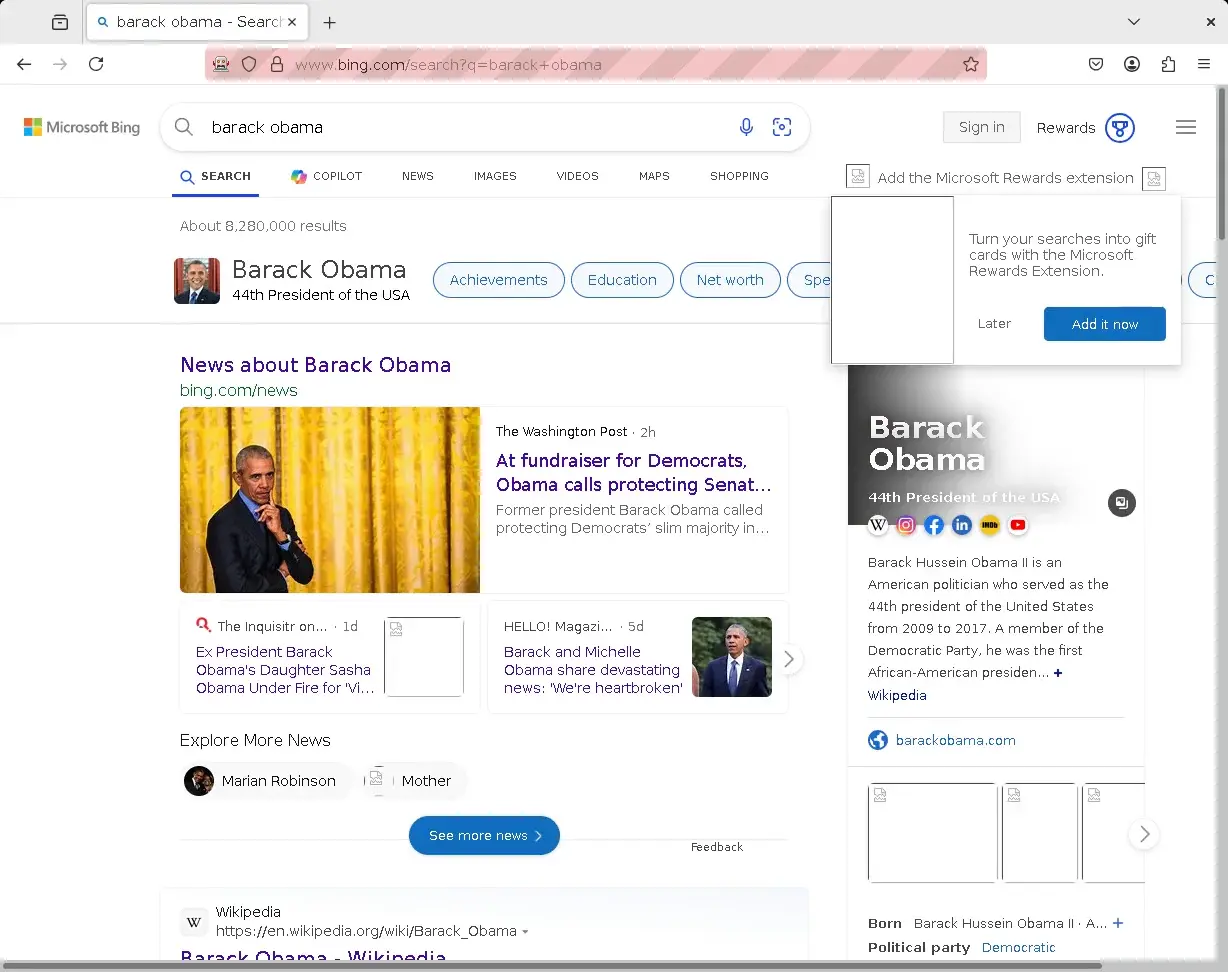 barack obama - Search
www.bing.com/search?q=barack+obama
Microsoft Bing
barack obama
Sign in
Rewards
SEARCH
COPILOT
NEWS
IMAGES
VIDEOS
MAPS
SHOPPING
Add the Microsoft Rewards extension
About 8,280,000 results
Turn your searches into gift
cards with the Microsoft
Rewards Extension.
Later
Add it now
Barack Obama
44th President of the USA
Achievements
Education
Net worth
Spe
C
News about Barack Obama
bing.com/news
The Washington Post · 2h
At fundraiser for Democrats,
Obama calls protecting Senat...
Former president Barack Obama called
protecting Democrats’ slim majority in...
The Inquisitr on... · 1d
Ex President Barack
Obama's Daughter Sasha
Obama Under Fire for 'Vi...
HELLO! Magazi... · 5d
Barack and Michelle
Obama share devastating
news: 'We're heartbroken'
Explore More News
Marian Robinson
Mother
See more news
Feedback
W
Wikipedia
https://en.wikipedia.org/wiki/Barack_Obama
Barack Obama - Wikipedia
Barack
Obama
44th President of the USA
W
IMDb
Barack Hussein Obama II is an
American politician who served as the
44th president of the United States
from 2009 to 2017. A member of the
Democratic Party, he was the first
African-American presiden... +
Wikipedia
barackobama.com
Born Barack Hussein Obama II · A... +
Political party Democratic